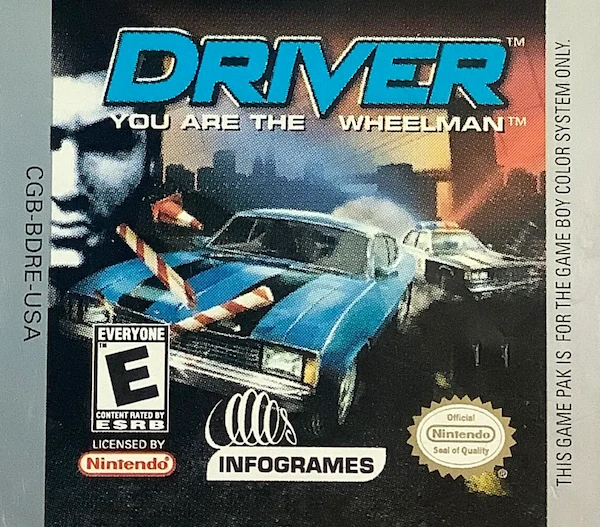 DRIVER™
YOU ARE THE WHEELMAN™
CGB-BDRE-USA
THIS GAME PAK IS FOR THE GAME BOY COLOR SYSTEM ONLY.
EVERYONE
E™
CONTENT RATED BY
ESRB
LICENSED BY
Nintendo®
INFOGRAMES
Official
Nintendo
Seal of Quality
®